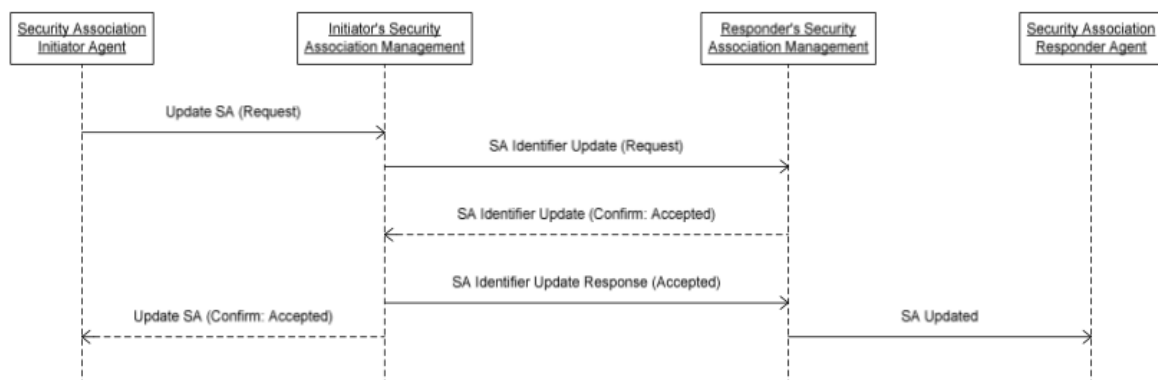 Security Association
Initiator Agent
Initiator's Security
Association Management
Responder's Security
Association Management
Security Association
Responder Agent
Update SA (Request)
SA Identifier Update (Request)
SA Identifier Update (Confirm: Accepted)
SA Identifier Update Response (Accepted)
Update SA (Confirm: Accepted)
SA Updated